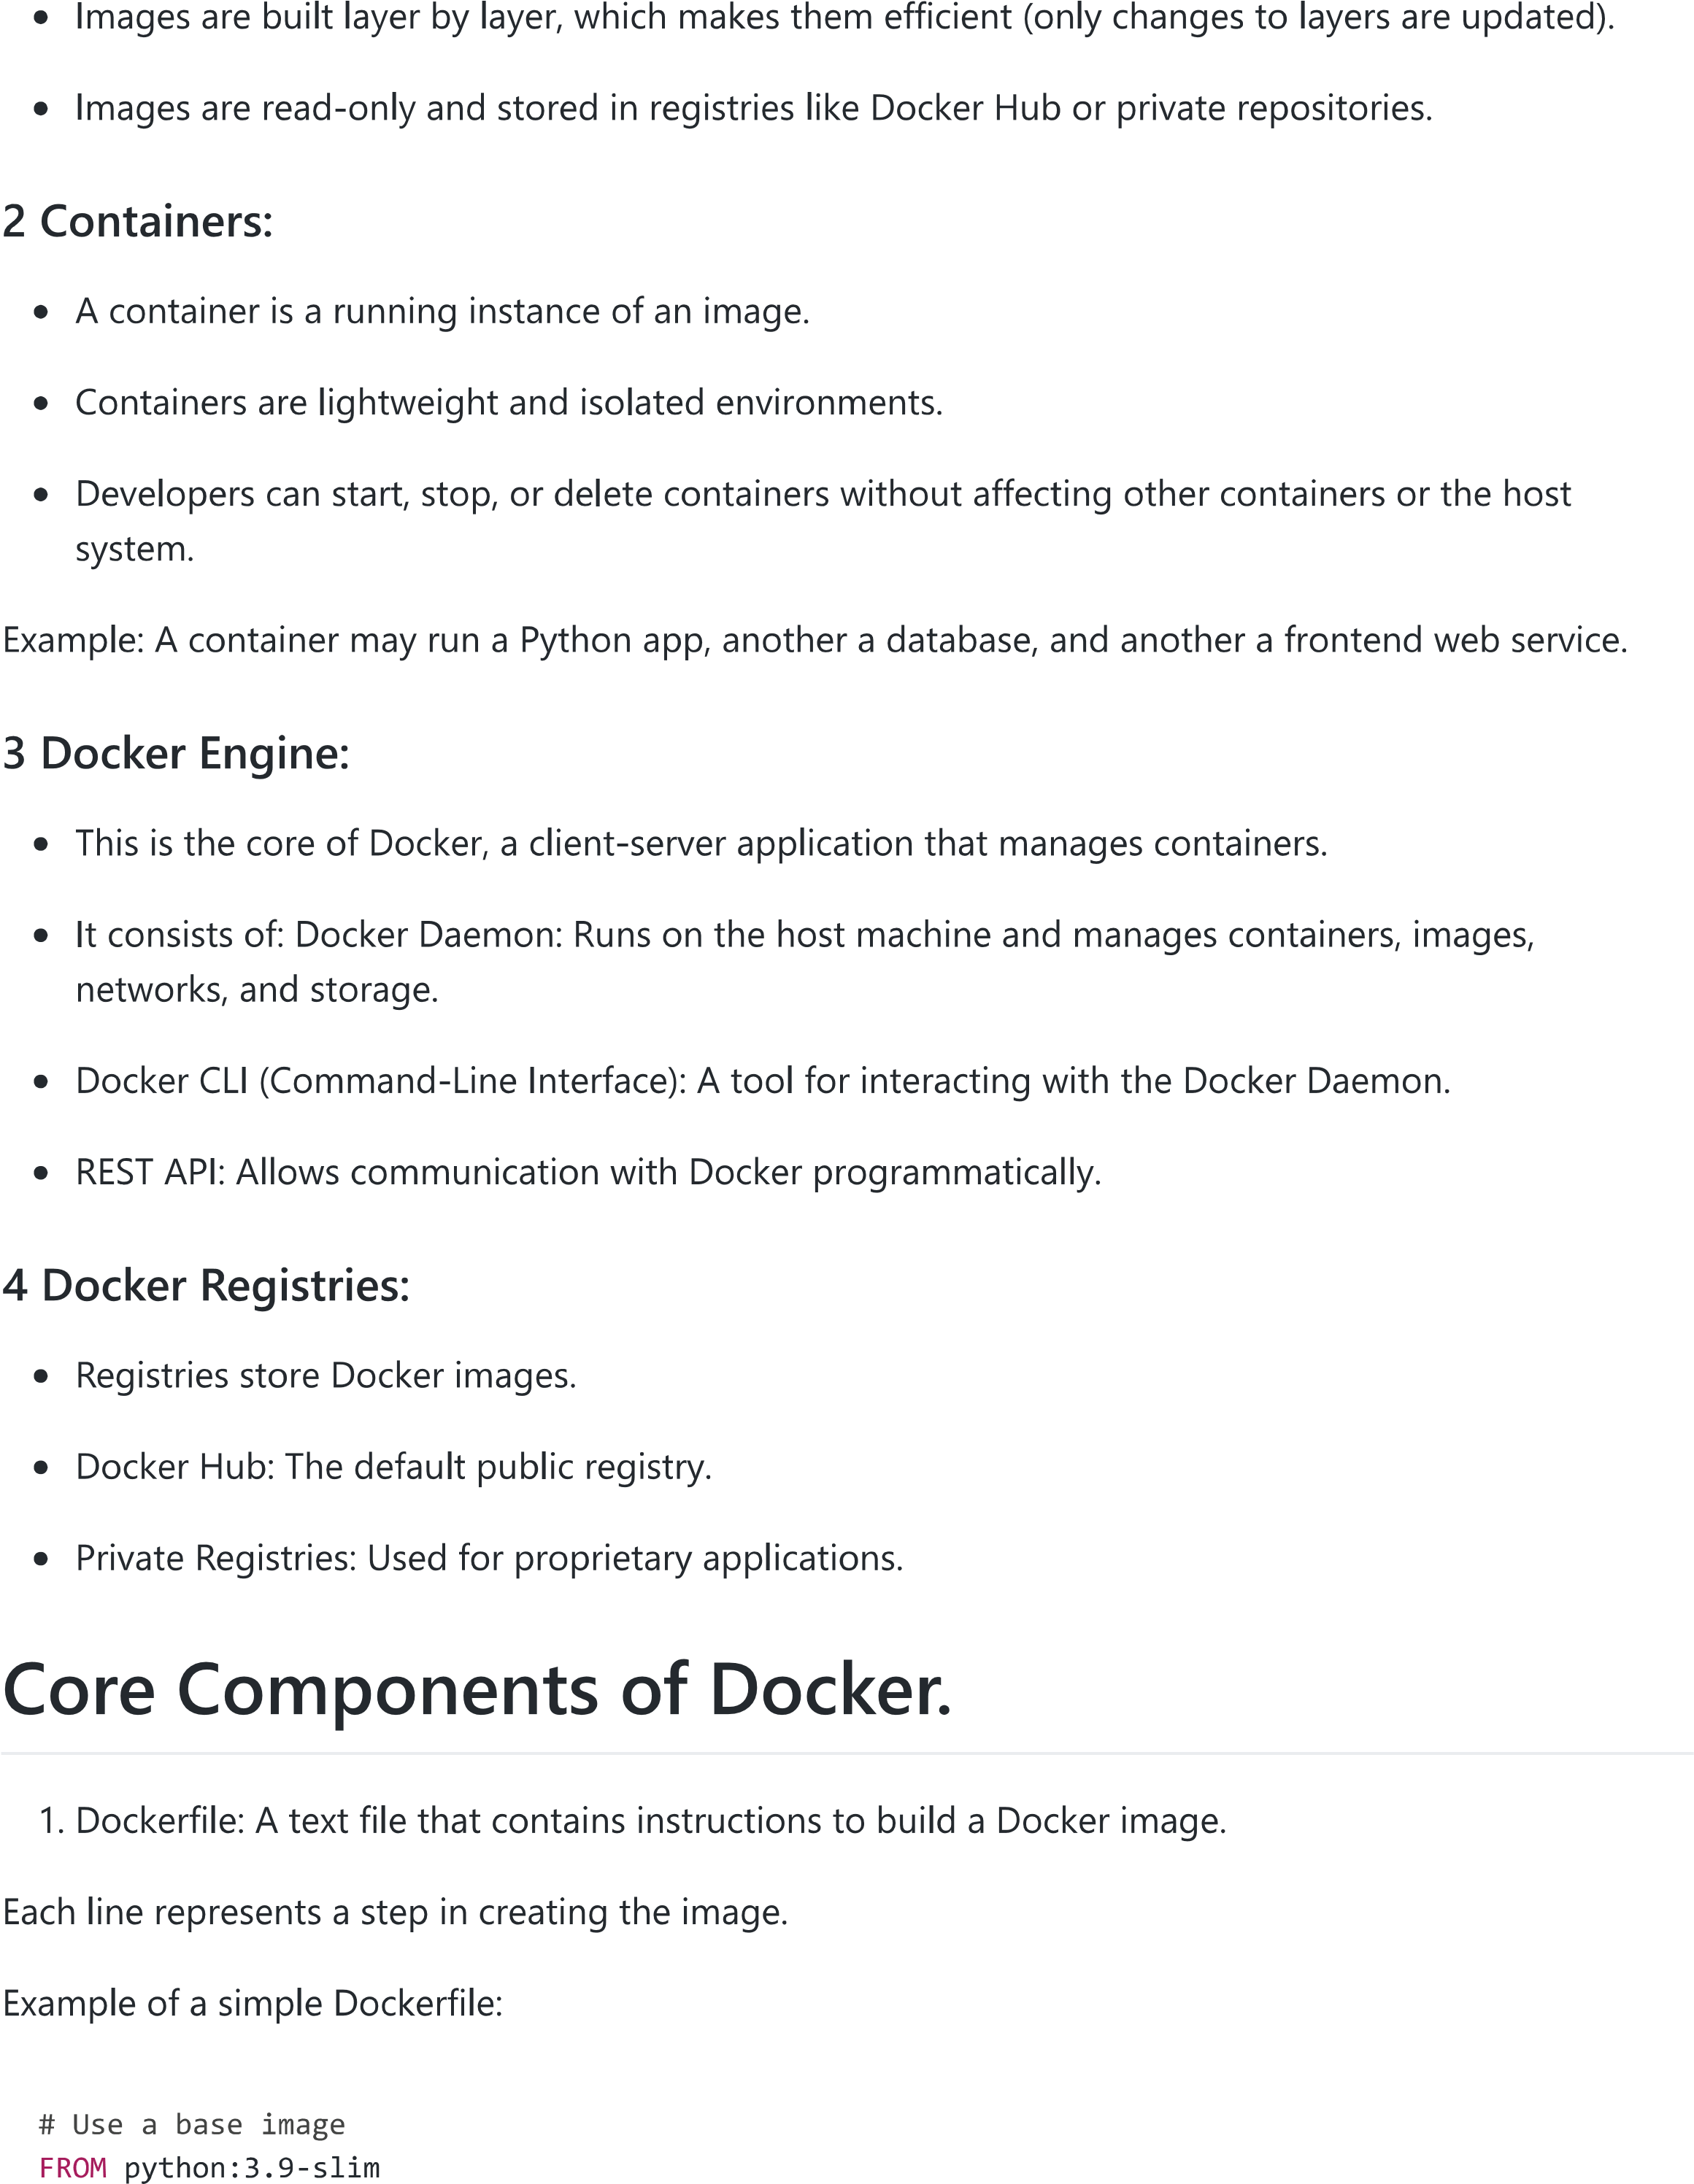 • Images are built layer by layer, which makes them efficient (only changes to layers are updated).
• Images are read-only and stored in registries like Docker Hub or private repositories.
2 Containers:
• A container is a running instance of an image.
• Containers are lightweight and isolated environments.
• Developers can start, stop, or delete containers without affecting other containers or the host
system.
Example: A container may run a Python app, another a database, and another a frontend web service.
3 Docker Engine:
• This is the core of Docker, a client-server application that manages containers.
• It consists of: Docker Daemon: Runs on the host machine and manages containers, images,
networks, and storage.
• Docker CLI (Command-Line Interface): A tool for interacting with the Docker Daemon.
• REST API: Allows communication with Docker programmatically.
4 Docker Registries:
• Registries store Docker images.
• Docker Hub: The default public registry.
• Private Registries: Used for proprietary applications.
Core Components of Docker.
1. Dockerfile: A text file that contains instructions to build a Docker image.
Each line represents a step in creating the image.
Example of a simple Dockerfile:
# Use a base image
FROM python:3.9-slim